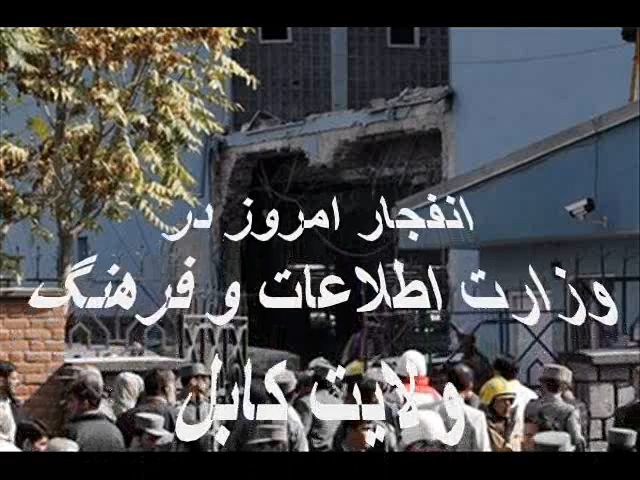 انفجار امروز در
وزارت اطلاعات و فرهنگ
ولایت کابل